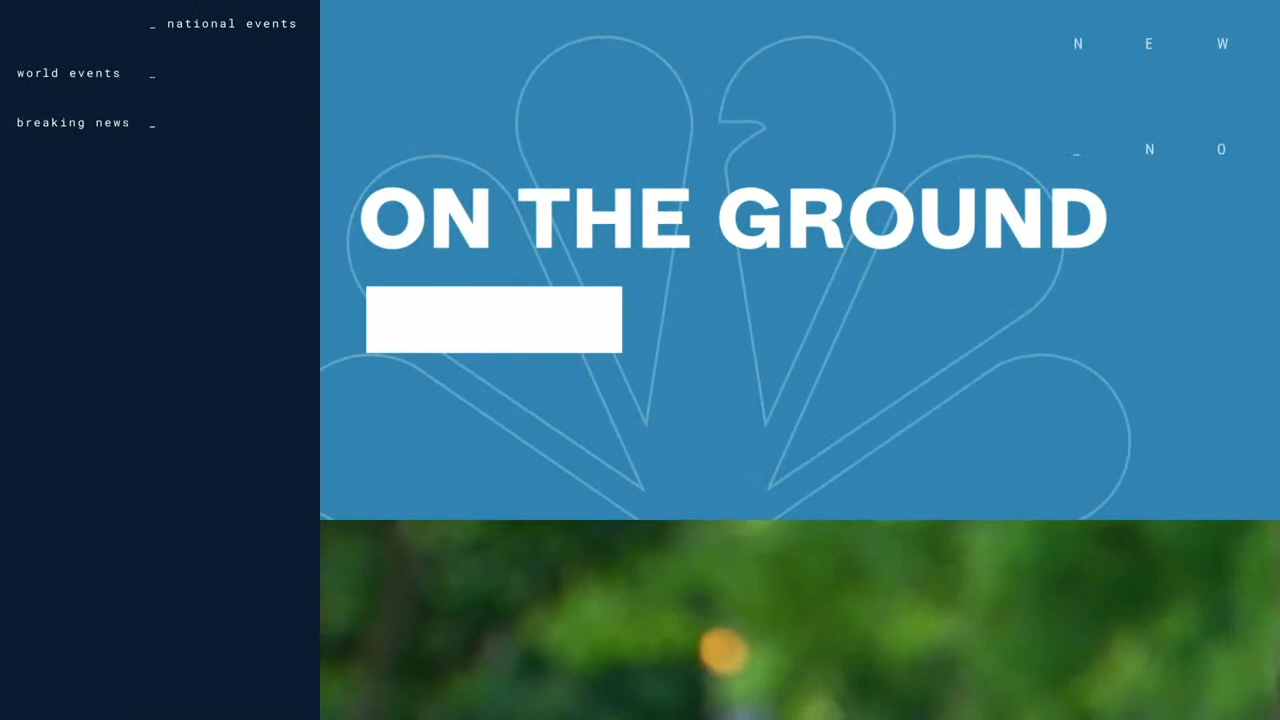 _ national events
world events _
breaking news _
N E W
_ N O
ON THE GROUND